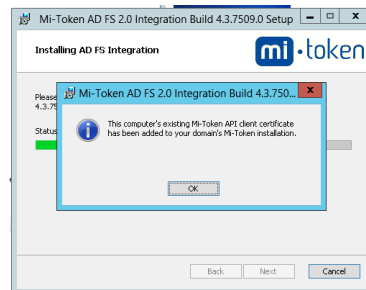 Mi-Token AD FS 2.0 Integration Build 4.3.7509.0 Setup
Installing AD FS Integration
mi·token
Please
4.3.75
Status
Mi-Token AD FS 2.0 Integration Build 4.3.750...
This computer's existing Mi-Token API client certificate
has been added to your domain's Mi-Token installation.
OK
Back Next Cancel